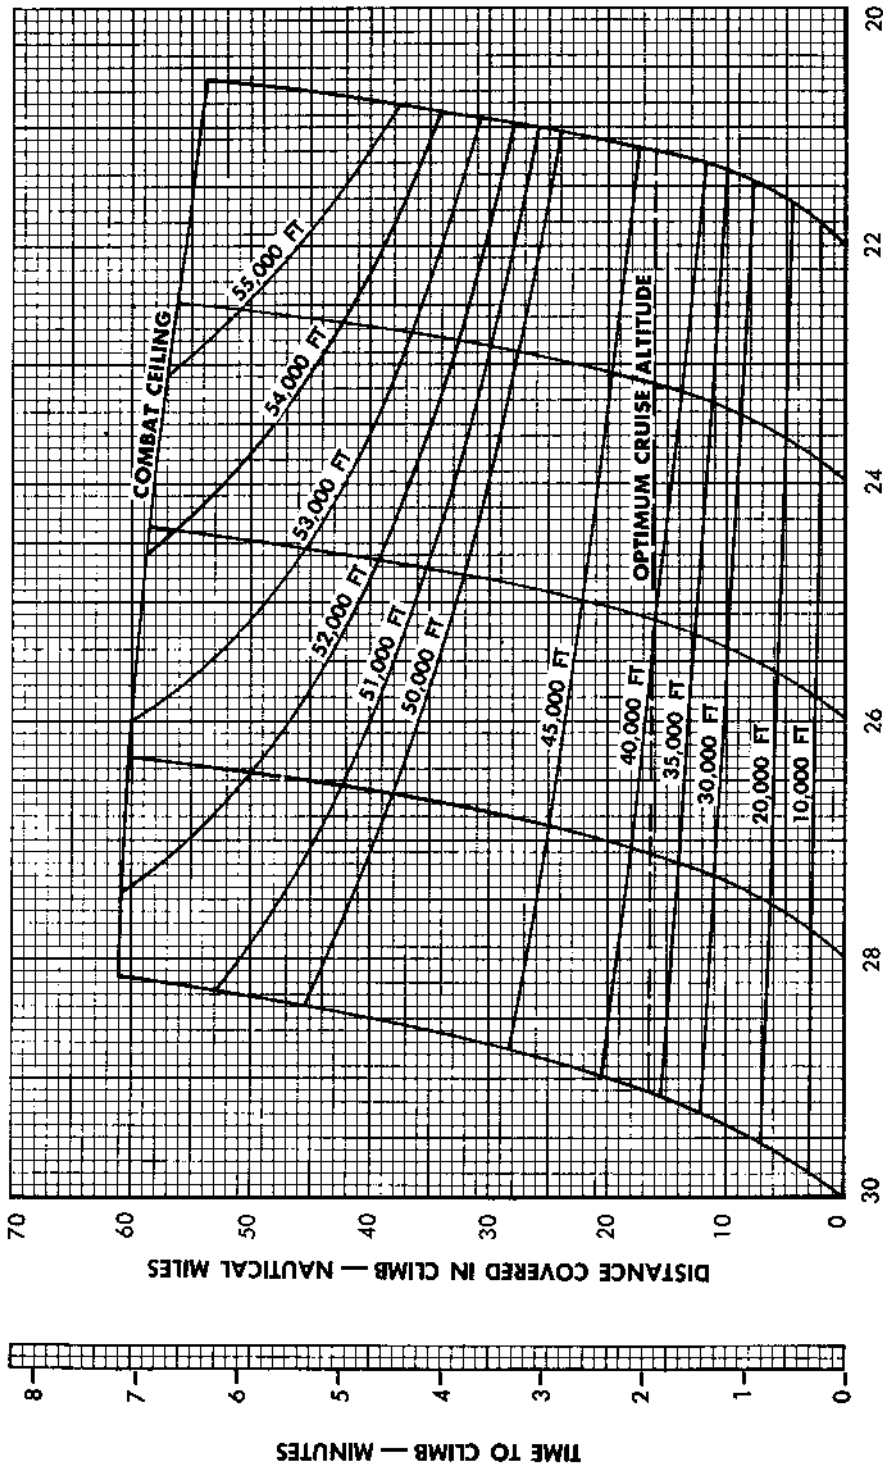 TIME TO CLIMB — MINUTES
8
7
6
5
4
3
2
1
0
DISTANCE COVERED IN CLIMB — NAUTICAL MILES
70
60
50
40
30
20
10
0
30
28
26
24
22
20
COMBAT CEILING
55,000 FT
54,000 FT
53,000 FT
52,000 FT
51,000 FT
50,000 FT
45,000 FT
OPTIMUM CRUISE ALTITUDE
40,000 FT
35,000 FT
30,000 FT
20,000 FT
10,000 FT